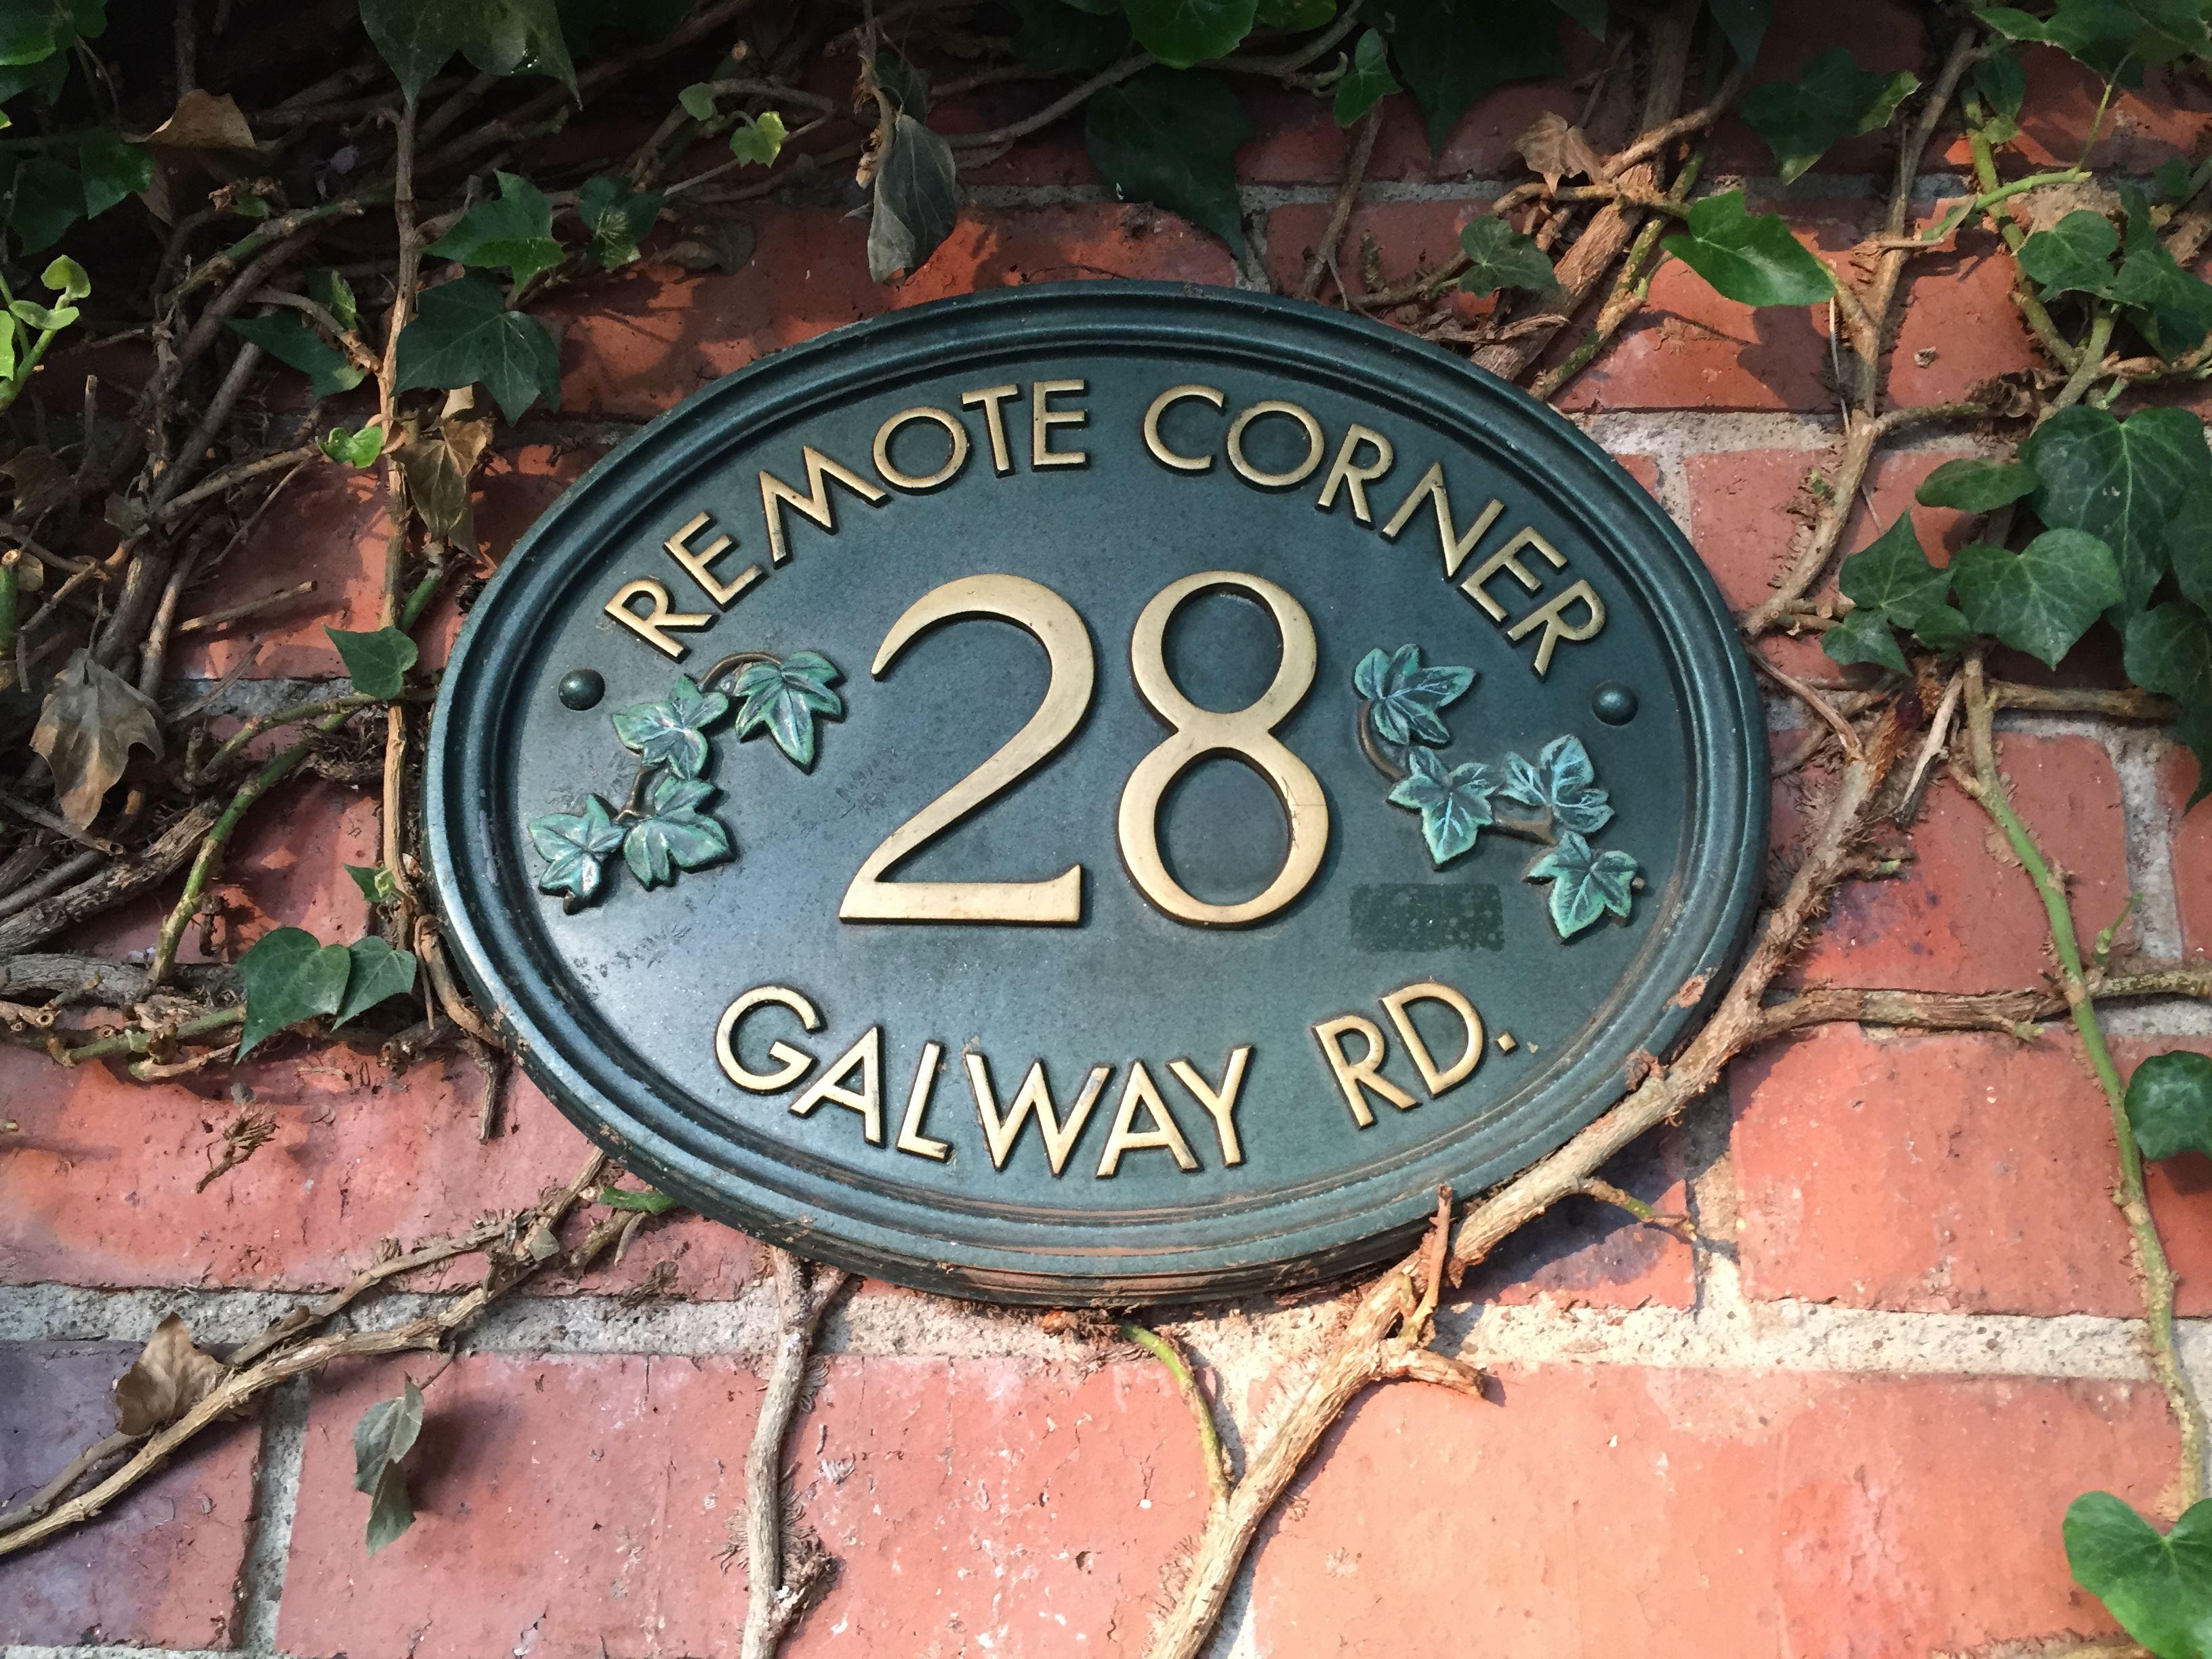 REMOTE CORNER
28
GALWAY RD.